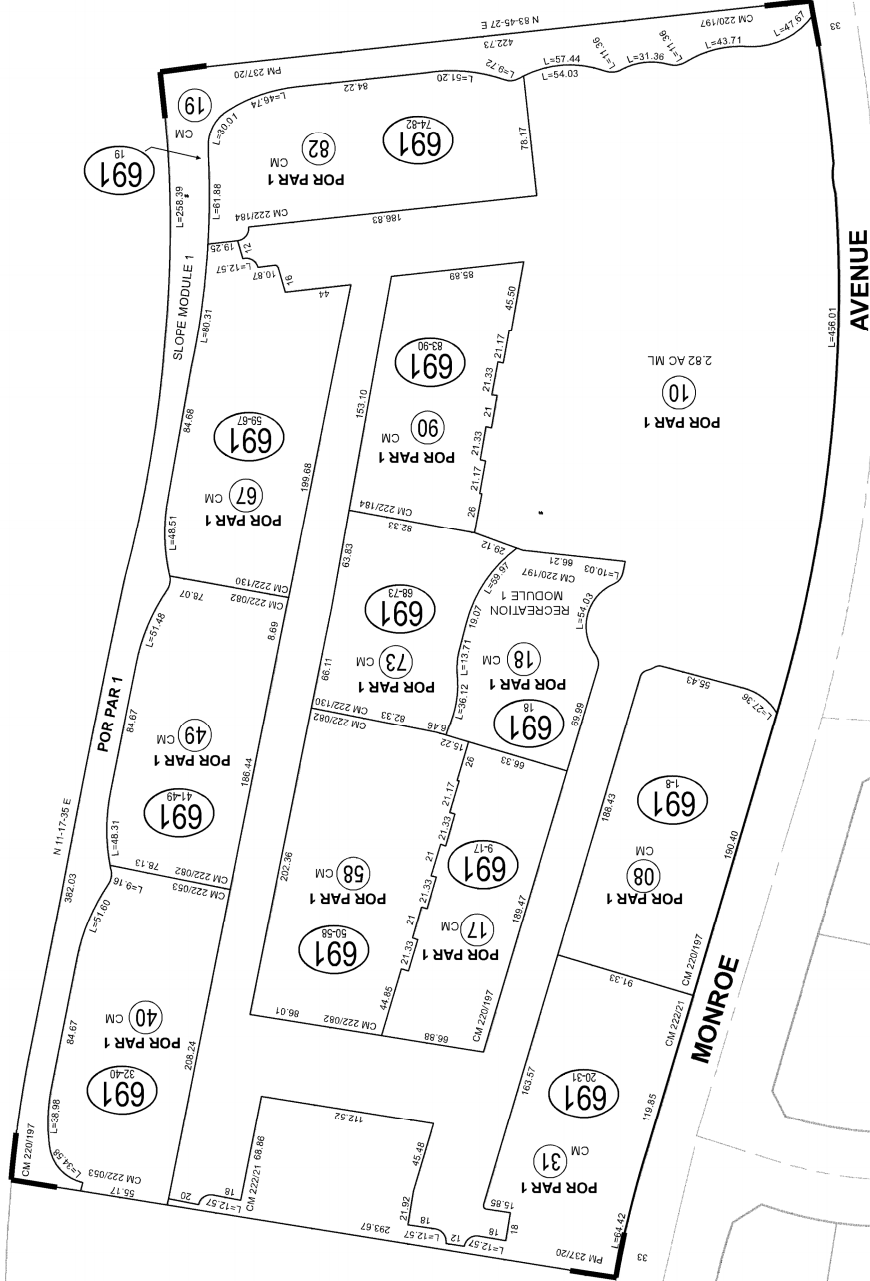 N 83-45-27 E
CM 220/197
L=47.67
33
422.73
PM 237/20
L=57.44
L=11.36
L=31.36
L=11.36
L=43.71
L=54.03
L=9.72
L=51.20
84.22
L=46.74
19
CM
L=30.01
691
19
82
CM
POR PAR 1
691
74-82
78.17
L=258.39
L=61.88
CM 222/184
186.83
19.25
12
L=12.57
10.87
16
44
SLOPE MODULE 1
L=80.31
AVENUE
L=456.01
85.89
45.50
691
83-90
21.17
21.33
21
21.33
21.17
26
153.10
90
CM
POR PAR 1
2.82 AC ML
10
POR PAR 1
84.68
691
59-67
67
CM
POR PAR 1
199.68
L=48.51
CM 222/184
82.33
29.12
63.83
CM 222/130
78.07
CM 222/082
8.69
66.21
10.03
L=10.03
CM 220/197
RECREATION
MODULE 1
L=59.97
L=54.03
19.07
L=13.71
L=36.12
691
68-73
73
CM
POR PAR 1
66.11
18
CM
POR PAR 1
691
18
69.99
L=51.48
84.67
POR PAR 1
49
CM
POR PAR 1
691
41-49
186.44
CM 222/130
82.33
CM 222/082
6.46
15.22
66.33
55.43
L=27.36
N 11-17-35 E
382.03
L=48.31
78.13
CM 222/082
CM 222/053
L=9.16
L=51.60
202.36
58
CM
POR PAR 1
691
50-58
26
21.17
21.33
21
21.33
21
21.33
44.85
691
9-17
17
CM
POR PAR 1
189.47
188.43
691
1-8
CM
08
POR PAR 1
190.40
CM 220/197
91.33
CM 222/21
MONROE
84.67
40
CM
POR PAR 1
691
32-40
208.24
86.01
CM 222/082
66.88
CM 220/197
163.57
691
20-31
CM
31
POR PAR 1
119.85
L=38.98
L=34.58
CM 220/197
CM 222/053
55.17
20
18
L=12.57
CM 222/21
68.86
112.52
45.48
21.92
293.67
18
L=12.57
12
L=12.57
18
18
15.85
L=64.42
PM 237/20
33